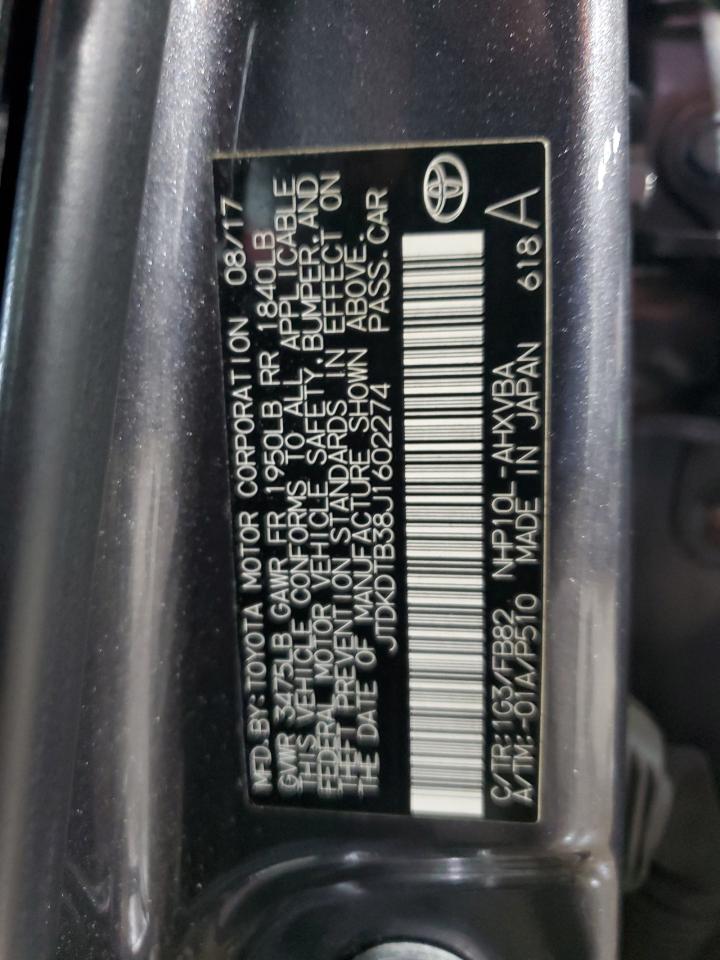 MFD.BY:TOYOTA MOTOR CORPORATION 08/17
GVWR 3475LB GAWR FR 1950LB RR 1840LB
THIS VEHICLE CONFORMS TO ALL APPLICABLE
FEDERAL MOTOR VEHICLE SAFETY,BUMPER,AND
THEFT PREVENTION STANDARDS IN EFFECT ON
THE DATE OF MANUFACTURE SHOWN ABOVE.
JTDKDTB38J1602274 PASS.CAR
C/TR:1G3/FB82 NHP10L-AHXVBA 618A
A/TM:-01A/P510 MADE IN JAPAN